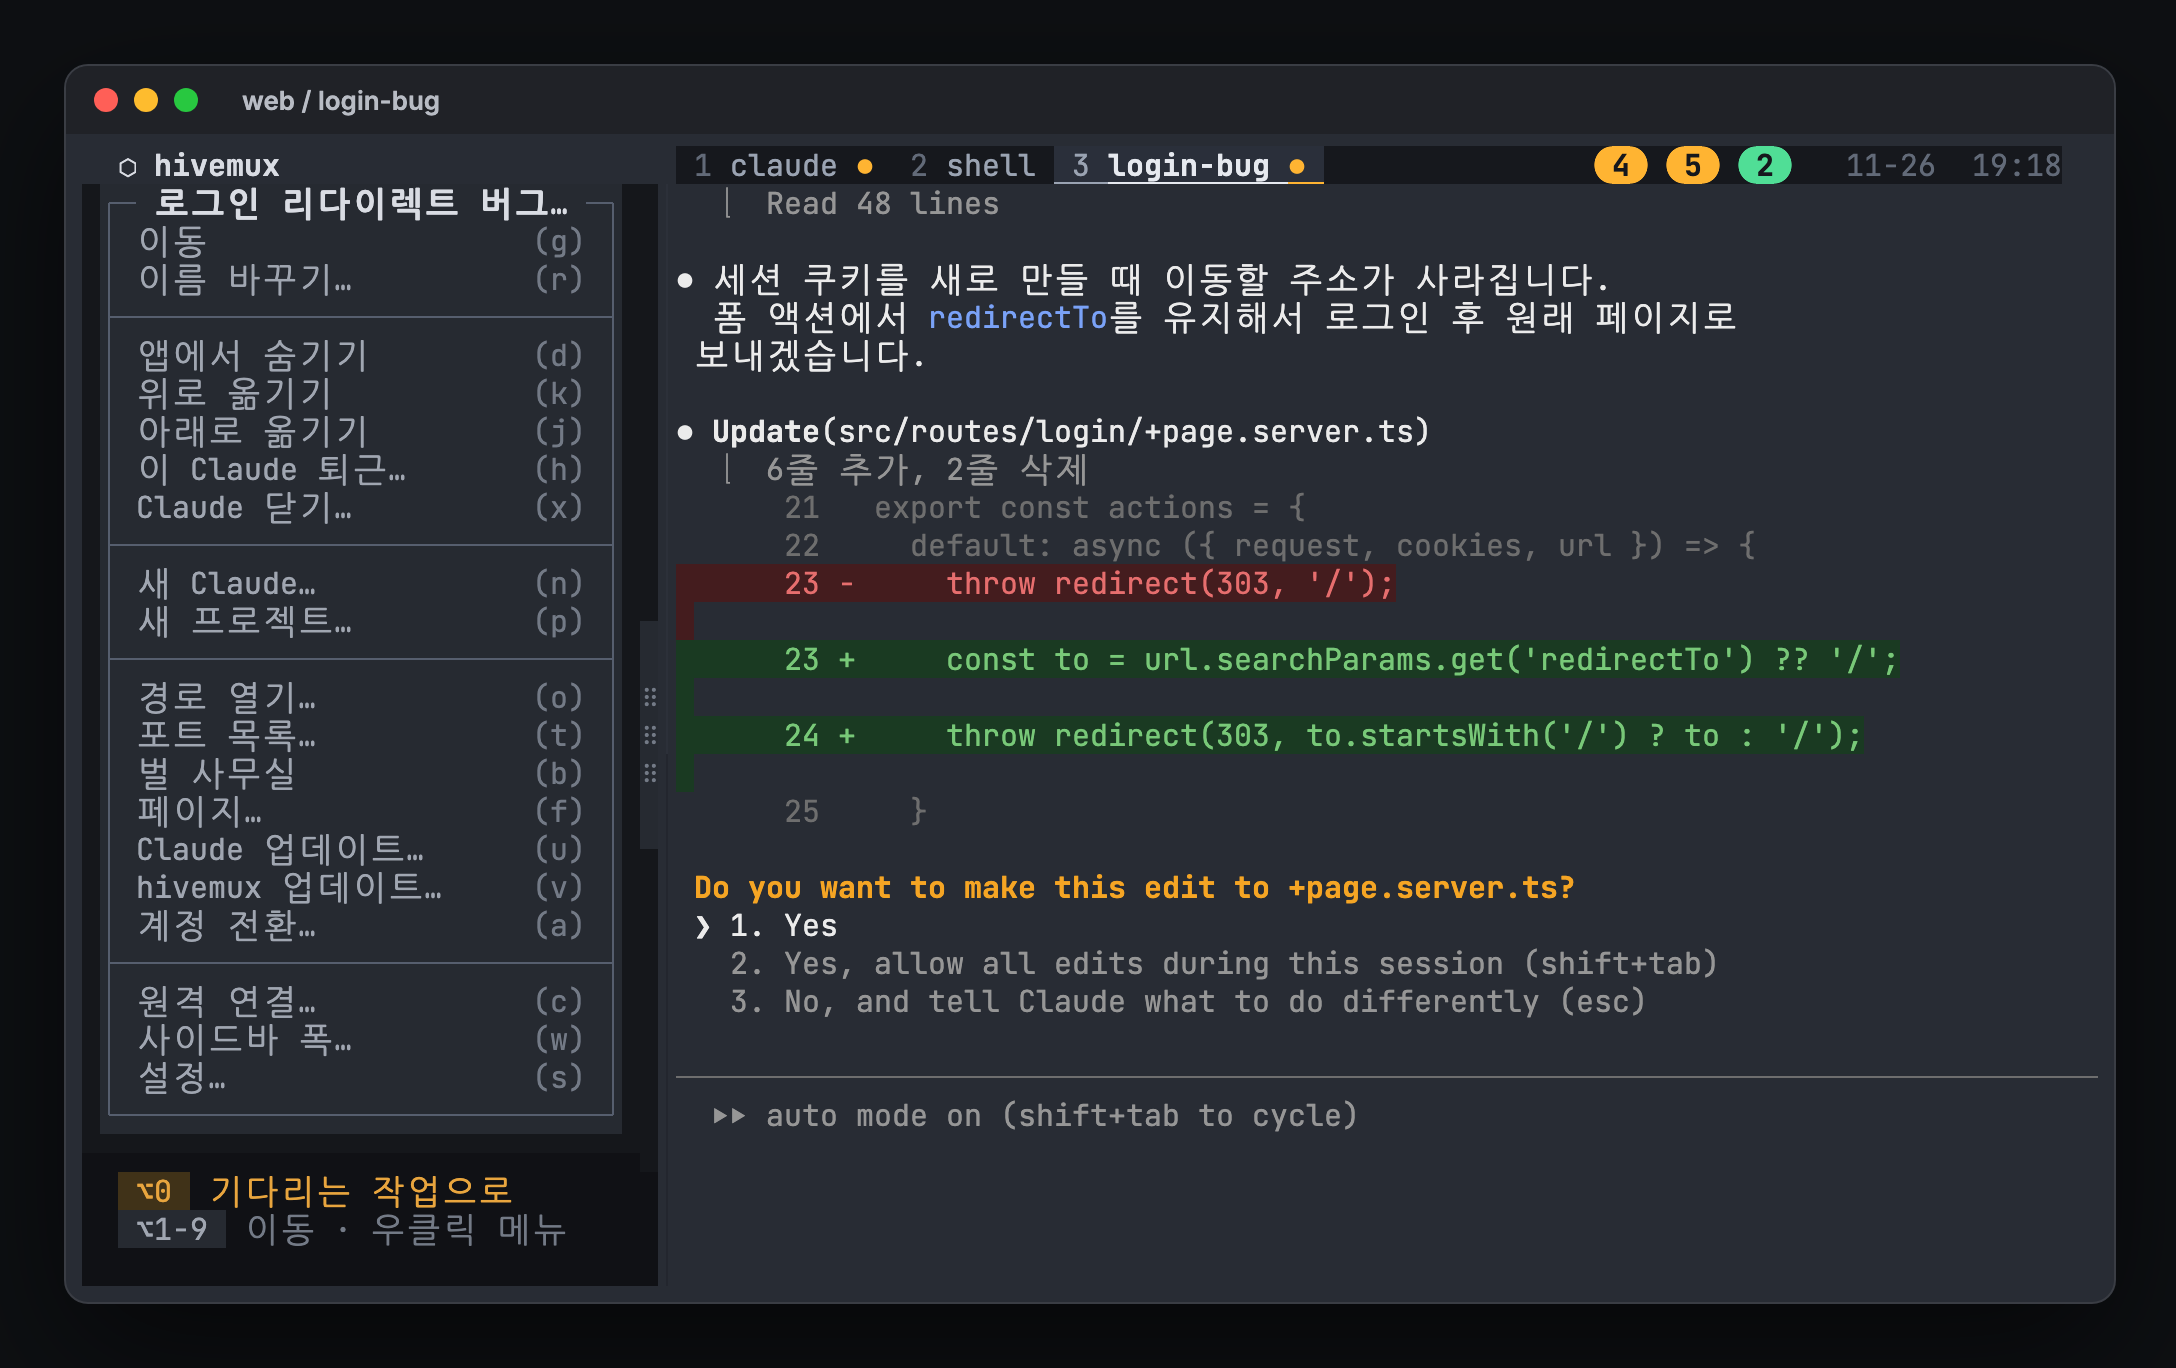 web / login-bug
hivemux
1 claude 2 shell 3 login-bug 4 5 2 11-26 19:18
로그인 리다이렉트 버그…
이동 (g)
이름 바꾸기… (r)
앱에서 숨기기 (d)
위로 옮기기 (k)
아래로 옮기기 (j)
이 Claude 퇴근… (h)
Claude 닫기… (x)
새 Claude… (n)
새 프로젝트… (p)
경로 열기… (o)
포트 목록… (t)
벌 사무실 (b)
페이지… (f)
Claude 업데이트… (u)
hivemux 업데이트… (v)
계정 전환… (a)
원격 연결… (c)
사이드바 폭… (w)
설정… (s)
⌥0 기다리는 작업으로
⌥1-9 이동 · 우클릭 메뉴
Read 48 lines
● 세션 쿠키를 새로 만들 때 이동할 주소가 사라집니다.
폼 액션에서 redirectTo를 유지해서 로그인 후 원래 페이지로
보내겠습니다.
● Update(src/routes/login/+page.server.ts)
6줄 추가, 2줄 삭제
21 export const actions = {
22 default: async ({ request, cookies, url }) => {
23 - throw redirect(303, '/');
23 + const to = url.searchParams.get('redirectTo') ?? '/';
24 + throw redirect(303, to.startsWith('/') ? to : '/');
25 }
Do you want to make this edit to +page.server.ts?
❯ 1. Yes
2. Yes, allow all edits during this session (shift+tab)
3. No, and tell Claude what to do differently (esc)
▶▶ auto mode on (shift+tab to cycle)